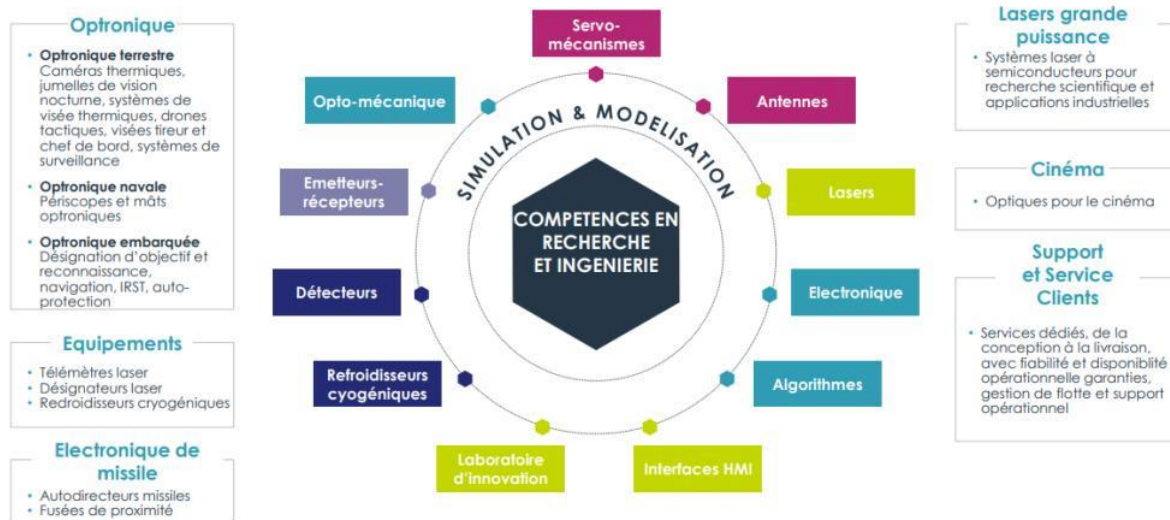 Optronique
• Optronique terrestre
Caméras thermiques,
jumelles de vision
nocturne, systèmes de
visée thermiques, drones
tactiques, visées tireur et
chef de bord, systèmes de
surveillance
• Optronique navale
Périscopes et mâts
optroniques
• Optronique embarquée
Désignation d'objectif et
reconnaissance,
navigation, IRST, auto-
protection
Equipements
• Télémètres laser
• Désignateurs laser
• Redroidisseurs cryogéniques
Electronique de
missile
• Autodirecteurs missiles
• Fusées de proximité
Servo-
mécanismes
Opto-mécanique
Antennes
SIMULATION & MODELISATION
Emetteurs-
récepteurs
Lasers
COMPETENCES EN
RECHERCHE
ET INGENIERIE
Détecteurs
Electronique
Refroidisseurs
cyogéniques
Algorithmes
Laboratoire
d'innovation
Interfaces HMI
Lasers grande
puissance
• Systèmes laser à
semiconducteurs pour
recherche scientifique et
applications industrielles
Cinéma
• Optiques pour le cinéma
Support
et Service
Clients
• Services dédiés, de la
conception à la livraison,
avec fiabilité et disponiblité
opérationnelle garanties,
gestion de flotte et support
opérationnel